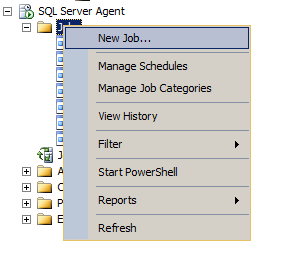 SQL Server Agent
New Job...
Manage Schedules
Manage Job Categories
View History
Filter
Start PowerShell
Reports
Refresh
J
A
C
P
E